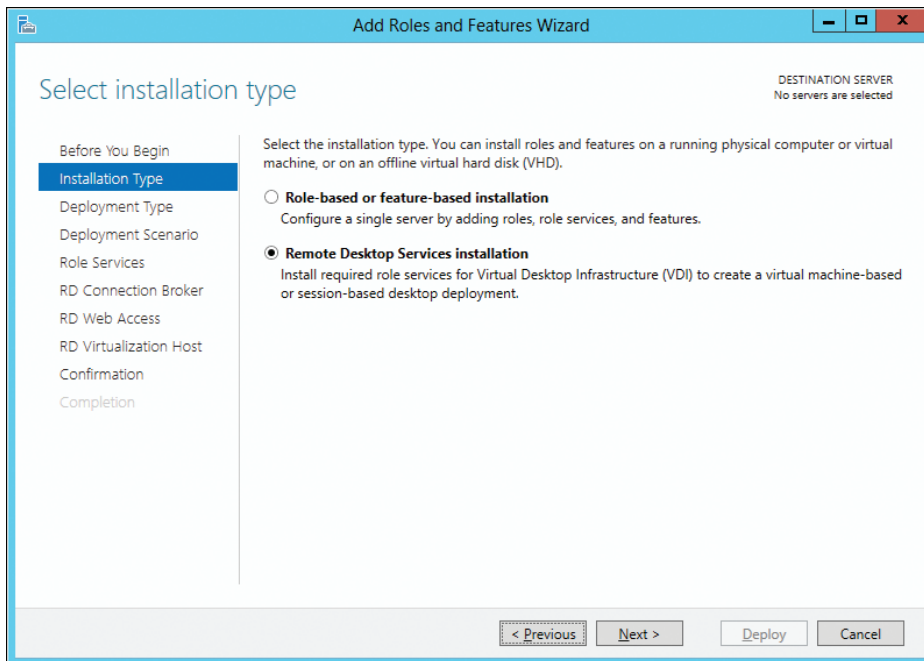 Add Roles and Features Wizard
Select installation type
DESTINATION SERVER
No servers are selected
Before You Begin
Installation Type
Deployment Type
Deployment Scenario
Role Services
RD Connection Broker
RD Web Access
RD Virtualization Host
Confirmation
Completion
Select the installation type. You can install roles and features on a running physical computer or virtual
machine, or on an offline virtual hard disk (VHD).
Role-based or feature-based installation
Configure a single server by adding roles, role services, and features.
Remote Desktop Services installation
Install required role services for Virtual Desktop Infrastructure (VDI) to create a virtual machine-based
or session-based desktop deployment.
< Previous
Next >
Deploy
Cancel